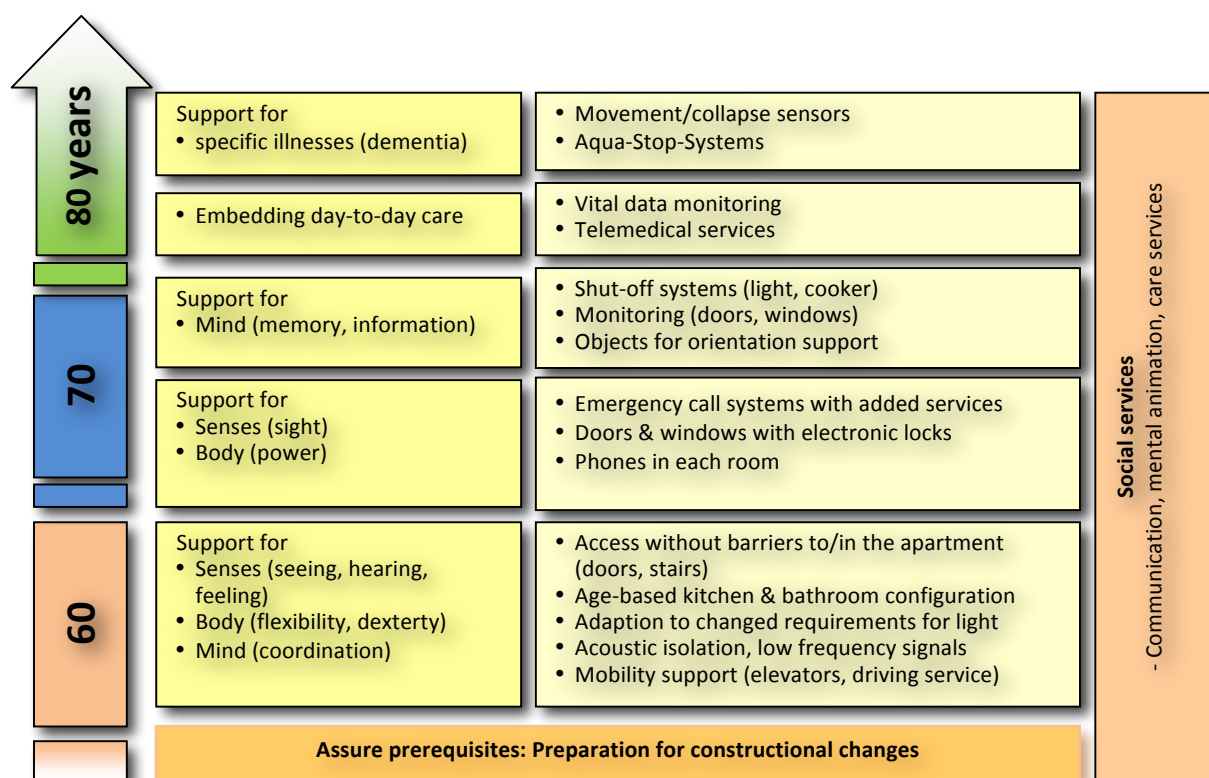 80 years
Support for
• specific illnesses (dementia)
• Movement/collapse sensors
• Aqua-Stop-Systems
• Embedding day-to-day care
• Vital data monitoring
• Telemedical services
70
Support for
• Mind (memory, information)
• Shut-off systems (light, cooker)
• Monitoring (doors, windows)
• Objects for orientation support
Support for
• Senses (sight)
• Body (power)
• Emergency call systems with added services
• Doors & windows with electronic locks
• Phones in each room
60
Support for
• Senses (seeing, hearing,
feeling)
• Body (flexibility, dexterty)
• Mind (coordination)
• Access without barriers to/in the apartment
(doors, stairs)
• Age-based kitchen & bathroom configuration
• Adaption to changed requirements for light
• Acoustic isolation, low frequency signals
• Mobility support (elevators, driving service)
Assure prerequisites: Preparation for constructional changes
Social services
- Communication, mental animation, care services